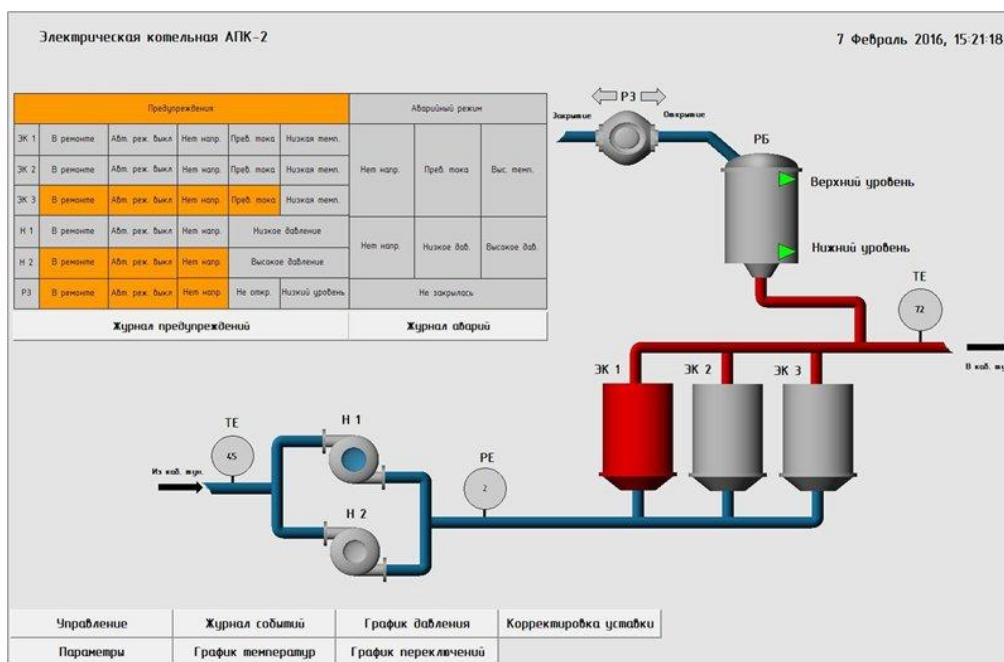 Электрическая котельная АПК-2
7 Февраль 2016, 15:21:18
РЗ
Закрытие
Открытие
Предупреждения
Аварийный режим
ЭК 1 В ремонте Авт. реж. выкл Нет напр. Прев. тока Низкая темп.
ЭК 2 В ремонте Авт. реж. выкл Нет напр. Прев. тока Низкая темп.
ЭК 3 В ремонте Авт. реж. выкл Нет напр. Прев. тока Низкая темп.
Нет напр. Прев. тока Выс. темп.
Н 1 В ремонте Авт. реж. выкл Нет напр. Низкое давление
Н 2 В ремонте Авт. реж. выкл Нет напр. Высокое давление
Нет напр. Низкое дав. Высокое дав.
РЗ В ремонте Авт. реж. выкл Нет напр. Не откр. Низкий уровень
Не закрылась
Журнал предупреждений
Журнал аварий
РБ
Верхний уровень
Нижний уровень
ТЕ
72
В каб.
ЭК 1
ЭК 2
ЭК 3
ТЕ
45
Из каб. тун.
Н 1
Н 2
РЕ
2
Управление Журнал событий График давления Корректировка уставки
Параметры График температур График переключений